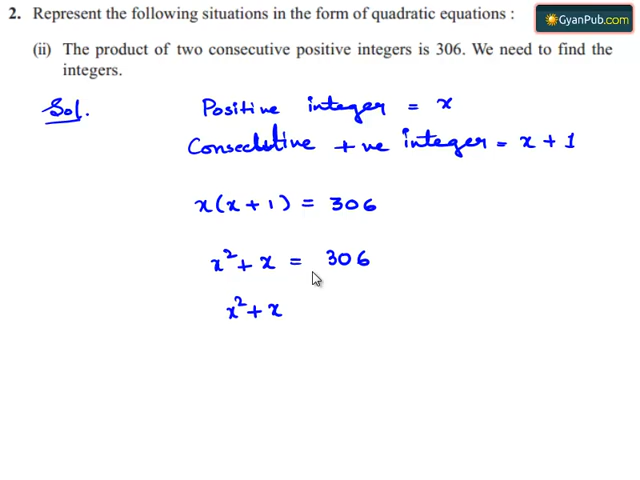 2. Represent the following situations in the form of quadratic equations :
GyanPub.com
(ii) The product of two consecutive positive integers is 306. We need to find the
integers.
Sol. Positive integer = x
Consecutive +ve integer = x + 1
x(x + 1) = 306
x² + x = 306
x² + x